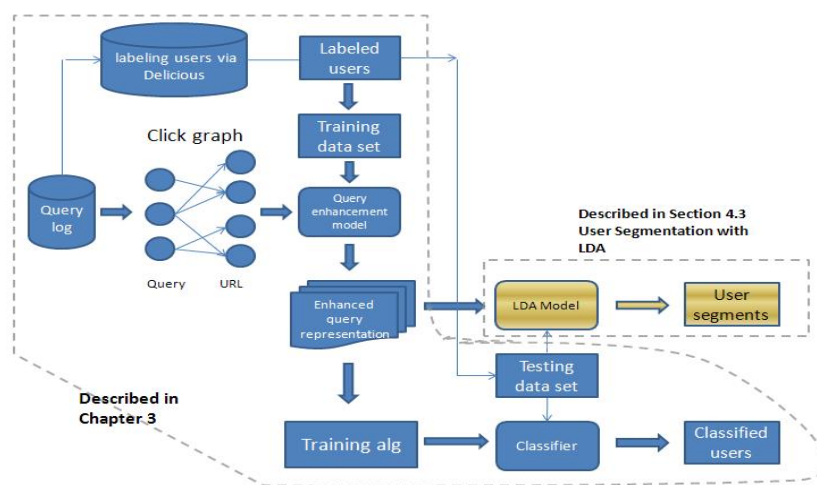 labeling users via
Delicious
Labeled
users
Click graph
Training
data set
Query
log
Query
enhancement
model
Described in Section 4.3
User Segmentation with
LDA
Query
URL
Enhanced
query
representation
LDA Model
User
segments
Testing
data set
Described in
Chapter 3
Training alg
Classifier
Classified
users